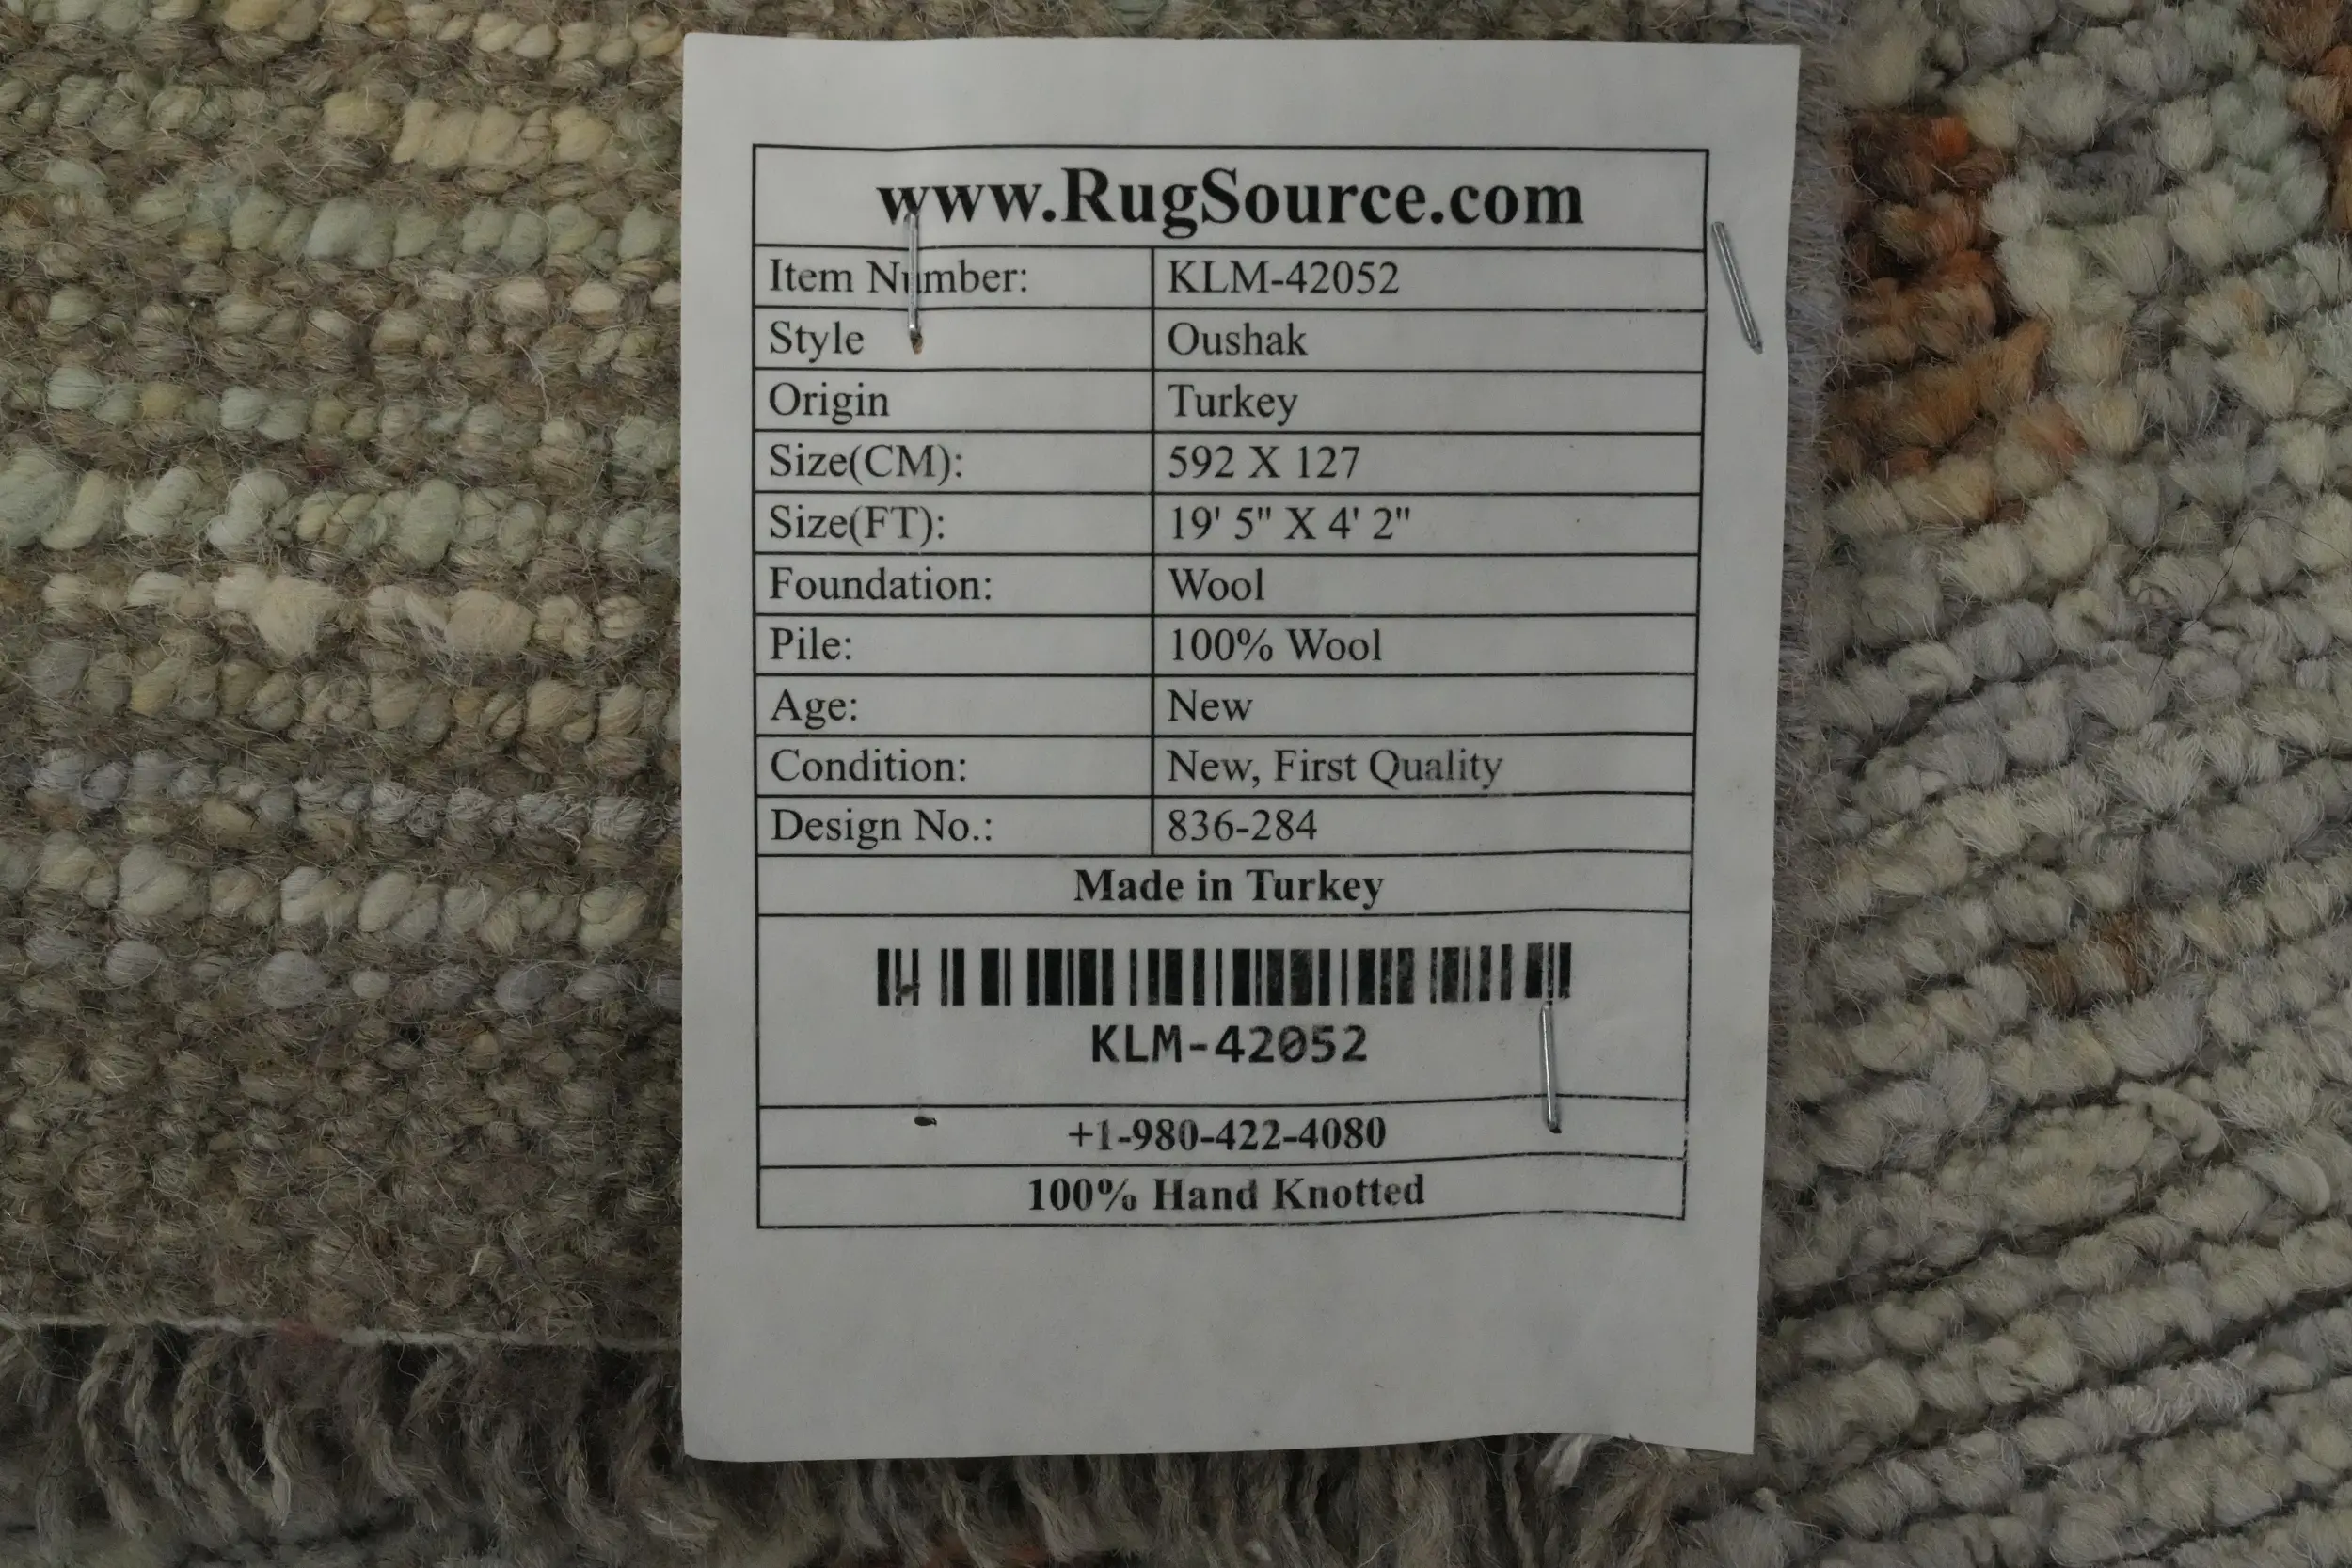 www.RugSource.com
Item Number: KLM-42052
Style Oushak
Origin Turkey
Size(CM): 592 X 127
Size(FT): 19' 5" X 4' 2"
Foundation: Wool
Pile: 100% Wool
Age: New
Condition: New, First Quality
Design No.: 836-284
Made in Turkey
KLM-42052
+1-980-422-4080
100% Hand Knotted